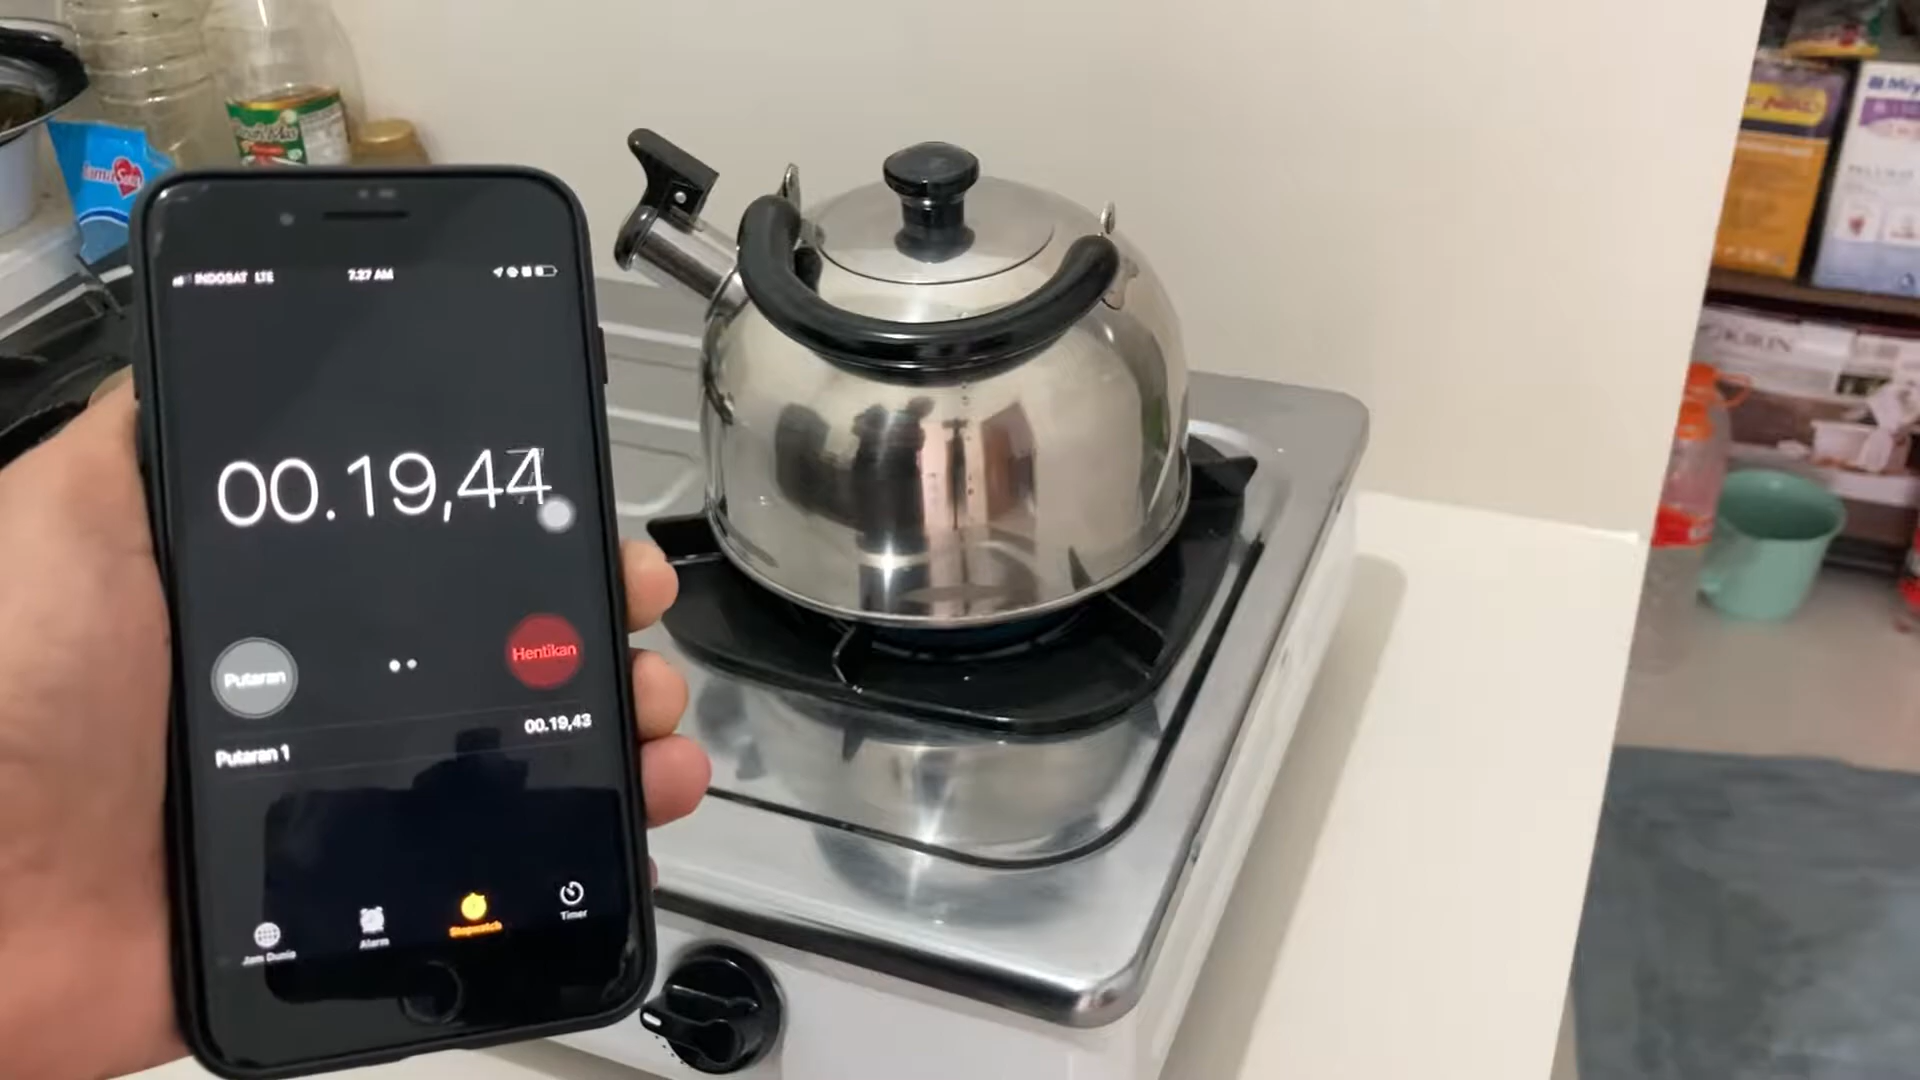 INDOSAT LTE
7.27 AM
00.19,44
Putaran
Hentikan
Putaran 1
00.19,43
Jam Dunia
Alarm
Stopwatch
Timer
KIRIN